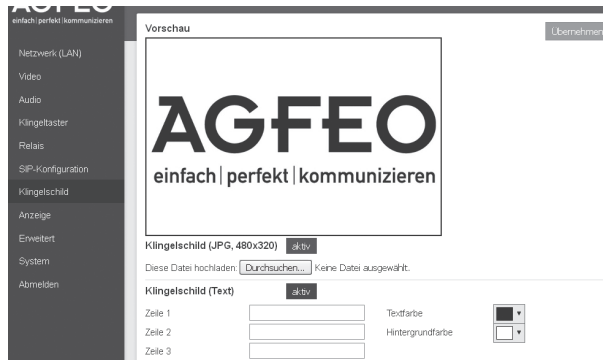 AGFEO
einfach|perfekt|kommunizieren
Netzwerk (LAN)
Video
Audio
Klingeltaster
Relais
SIP-Konfiguration
Klingelschild
Anzeige
Erweitert
System
Abmelden
Vorschau
Übernehmen
AGFEO
einfach|perfekt|kommunizieren
Klingelschild (JPG, 480x320) aktiv
Diese Datei hochladen: Durchsuchen... Keine Datei ausgewählt.
Klingelschild (Text) aktiv
Zeile 1 Textfarbe
Zeile 2 Hintergrundfarbe
Zeile 3